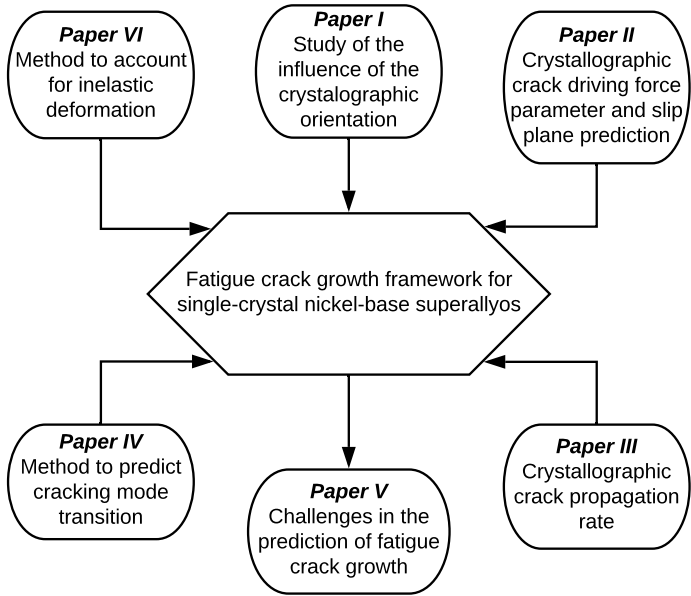 Paper VI
Method to account
for inelastic
deformation
Paper I
Study of the
influence of the
crystalographic
orientation
Paper II
Crystallographic
crack driving force
parameter and slip
plane prediction
Fatigue crack growth framework for
single-crystal nickel-base superallyos
Paper IV
Method to predict
cracking mode
transition
Paper V
Challenges in the
prediction of fatigue
crack growth
Paper III
Crystallographic
crack propagation
rate